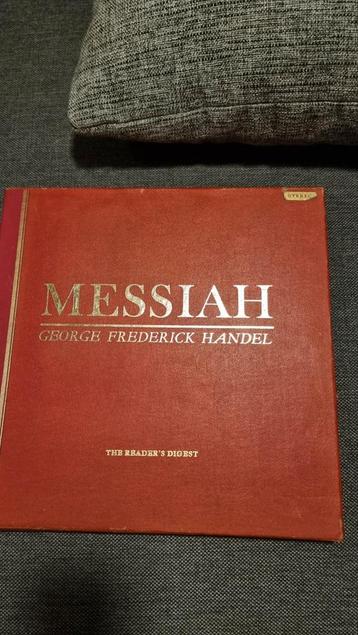 STEREO
MESSIAH
GEORGE FREDERICK HANDEL
THE READER'S DIGEST